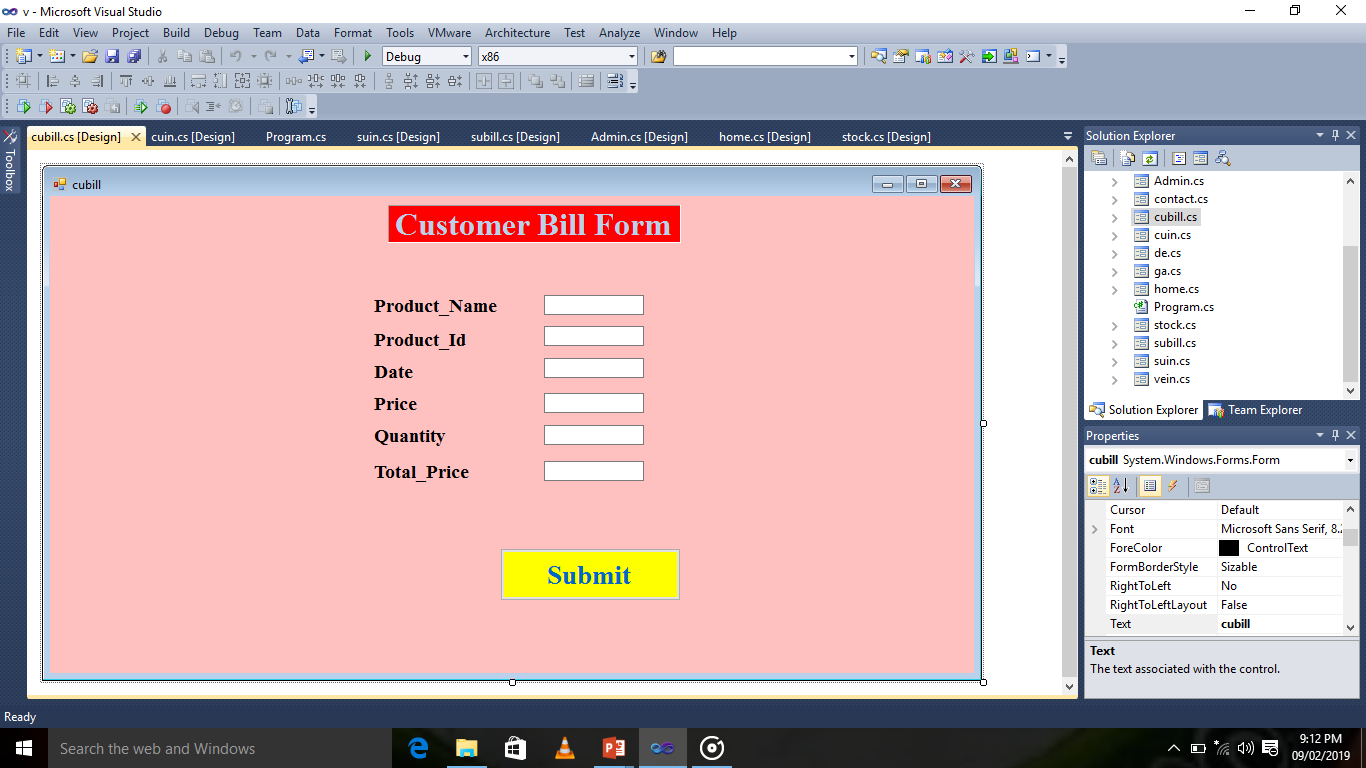 v - Microsoft Visual Studio
File Edit View Project Build Debug Team Data Format Tools VMware Architecture Test Analyze Window Help
Debug x86
cubill.cs [Design] cuin.cs [Design] Program.cs suin.cs [Design] subill.cs [Design] Admin.cs [Design] home.cs [Design] stock.cs [Design]
Toolbox
cubill
Customer Bill Form
Product_Name
Product_Id
Date
Price
Quantity
Total_Price
Submit
Solution Explorer
Admin.cs
contact.cs
cubill.cs
cuin.cs
de.cs
ga.cs
home.cs
Program.cs
stock.cs
subill.cs
suin.cs
vein.cs
Solution Explorer Team Explorer
Properties
cubill System.Windows.Forms.Form
Cursor Default
Font Microsoft Sans Serif, 8.2
ForeColor ControlText
FormBorderStyle Sizable
RightToLeft No
RightToLeftLayout False
Text cubill
Text
The text associated with the control.
Ready
Search the web and Windows
9:12 PM
09/02/2019